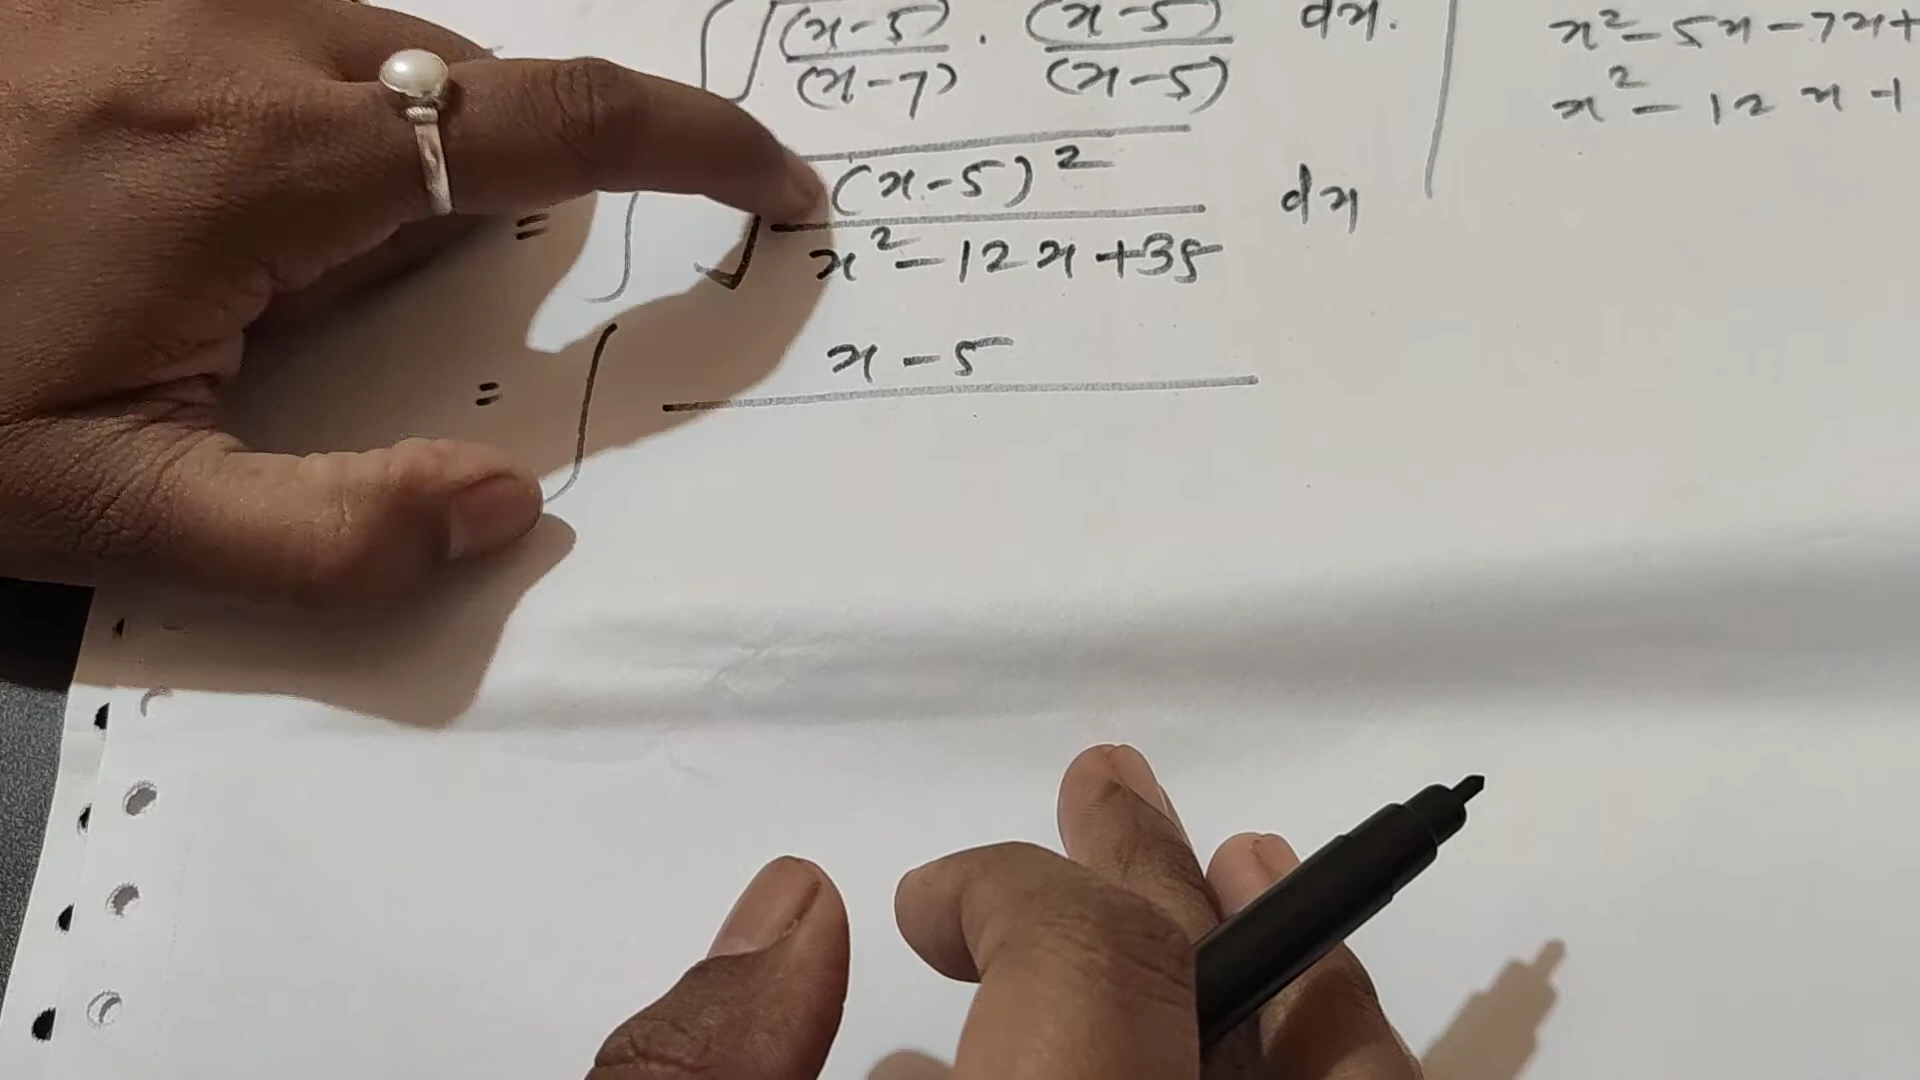 ∫ √ (x-5)/(x-7) · (x-5)/(x-5) dx.
= ∫ √ (x-5)²/x²-12x+35 dx
= ∫ x-5
x²-5x-7x+
x²-12x+